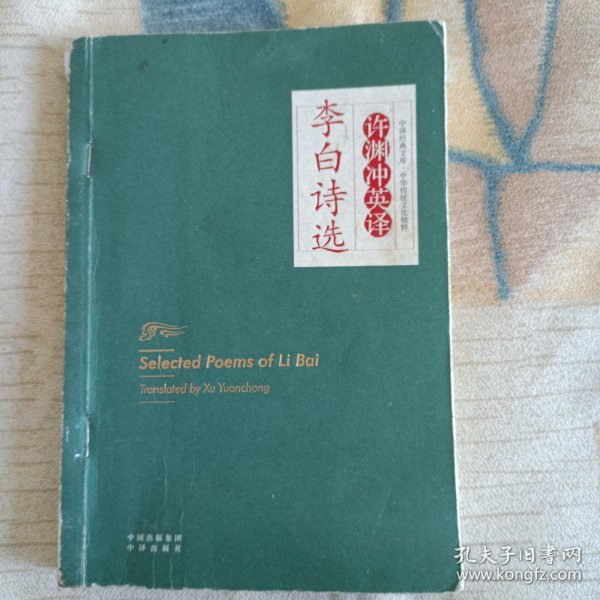 李白诗选
许渊冲英译
中译经典文库·中华传统文化精粹
Selected Poems of Li Bai
Translated by Xu Yuanchong
中国出版集团
中译出版社
孔夫子旧书网
www.kongfz.com